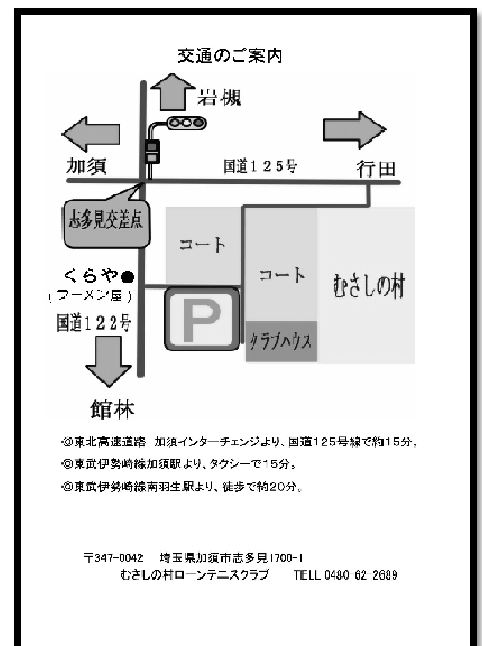 交通のご案内
岩槻
加須
国道125号
行田
志多見交差点
コート
コート
むさしの村
くらや●
(ラーメン屋)
国道122号
P
クラブハウス
館林
・◎東北高速道路 加須インターチェンジより、国道125号線で約15分。
・◎東武伊勢崎線加須駅より、タクシーで15分。
・◎東武伊勢崎線南羽生駅より、徒歩で約20分。
〒347-0042 埼玉県加須市志多見1700-1
むさしの村ローンテニスクラブ TELL 0480-62-2689